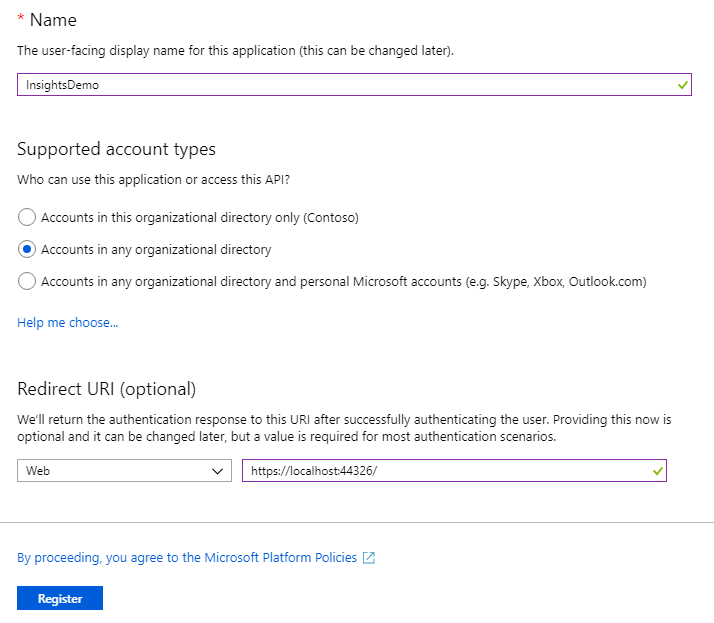 * Name
The user-facing display name for this application (this can be changed later).
InsightsDemo
Supported account types
Who can use this application or access this API?
Accounts in this organizational directory only (Contoso)
Accounts in any organizational directory
Accounts in any organizational directory and personal Microsoft accounts (e.g. Skype, Xbox, Outlook.com)
Help me choose...
Redirect URI (optional)
We'll return the authentication response to this URI after successfully authenticating the user. Providing this now is
optional and it can be changed later, but a value is required for most authentication scenarios.
Web https://localhost:44326/
By proceeding, you agree to the Microsoft Platform Policies
Register